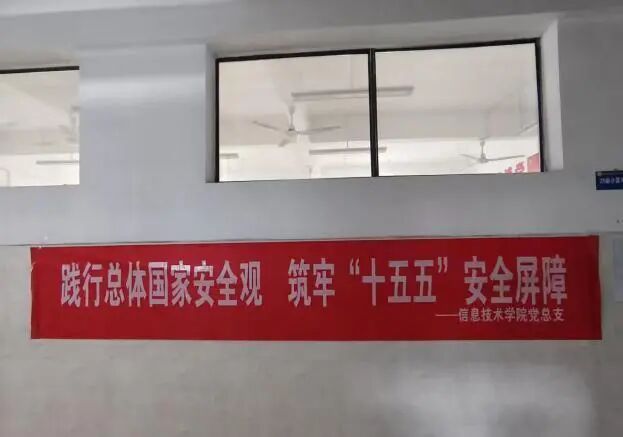 践行总体国家安全观 筑牢“十五五”安全屏障
——信息技术学院党总支